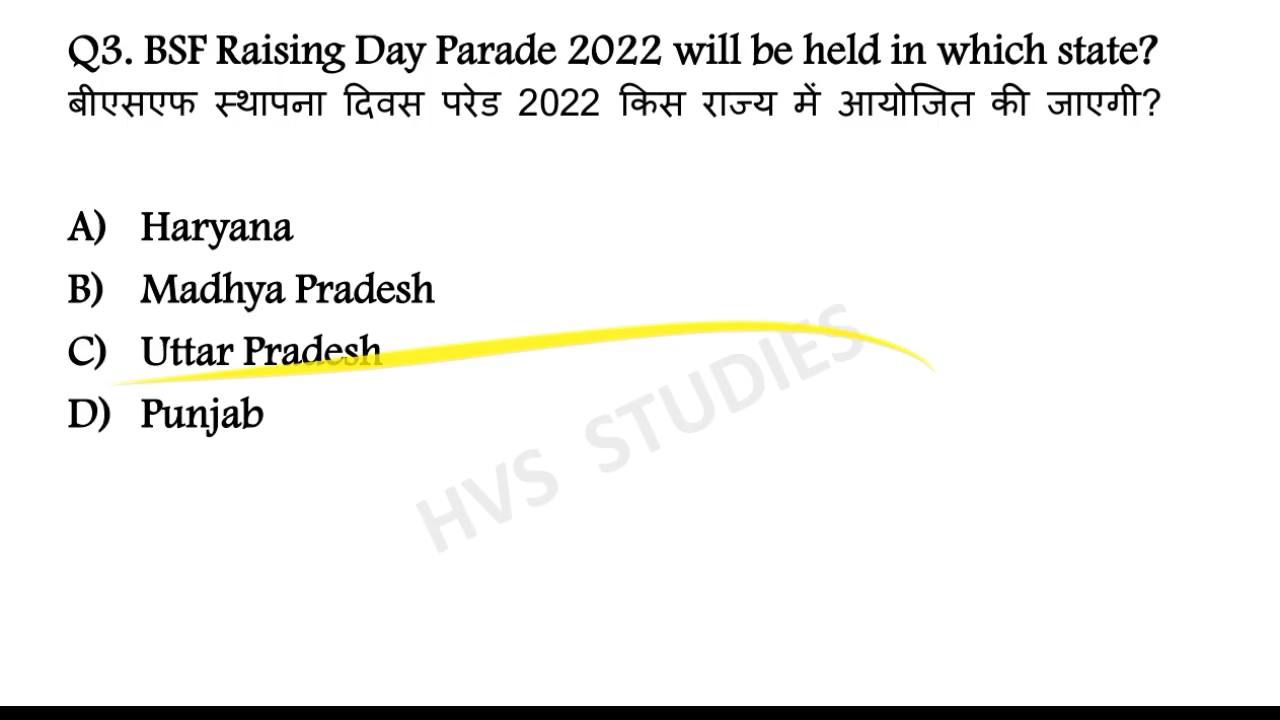 Q3. BSF Raising Day Parade 2022 will be held in which state?
बीएसएफ स्थापना दिवस परेड 2022 किस राज्य में आयोजित की जाएगी?
A) Haryana
B) Madhya Pradesh
C) Uttar Pradesh
D) Punjab
HVS STUDIES